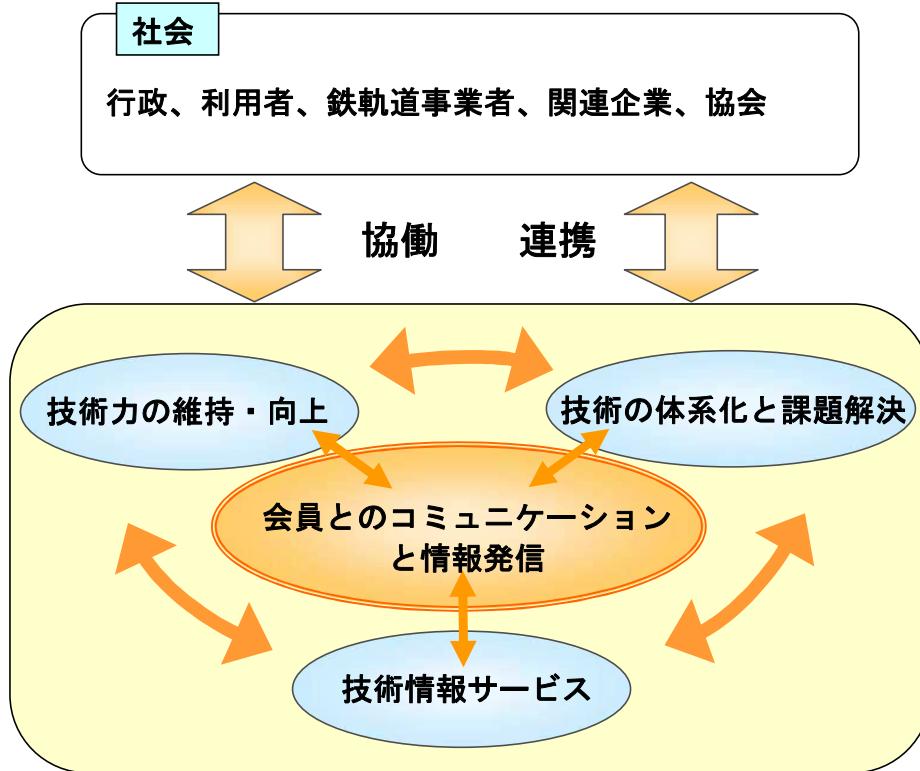 社会
行政、利用者、鉄軌道事業者、関連企業、協会
協働 連携
技術力の維持・向上
技術の体系化と課題解決
会員とのコミュニケーション
と情報発信
技術情報サービス